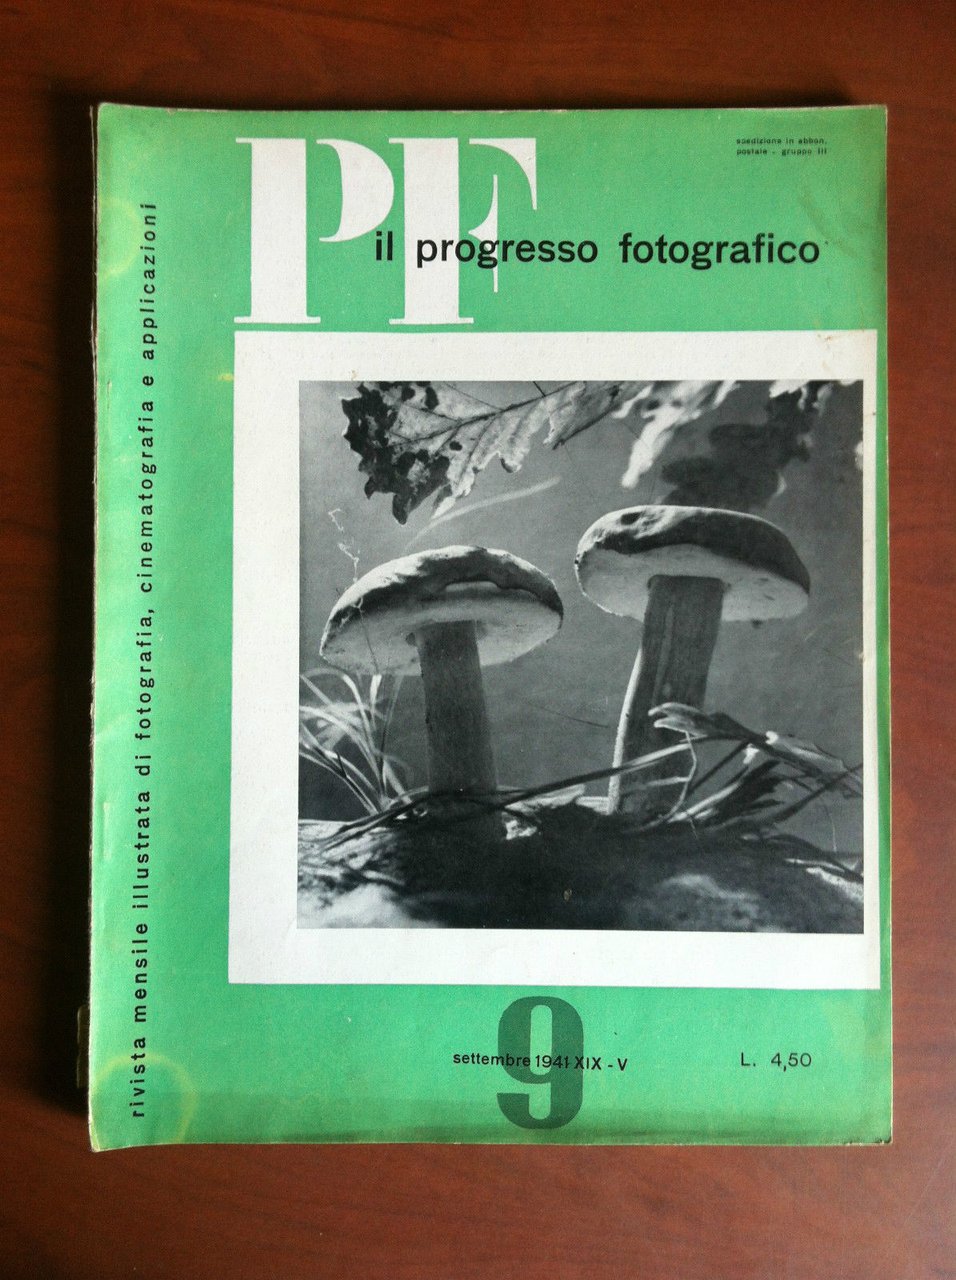 PF
spedizione in abbon.
postale - gruppo III
il progresso fotografico
rivista mensile illustrata di fotografia, cinematografia e applicazioni
9
settembre 1941 XIX - V
L. 4,50